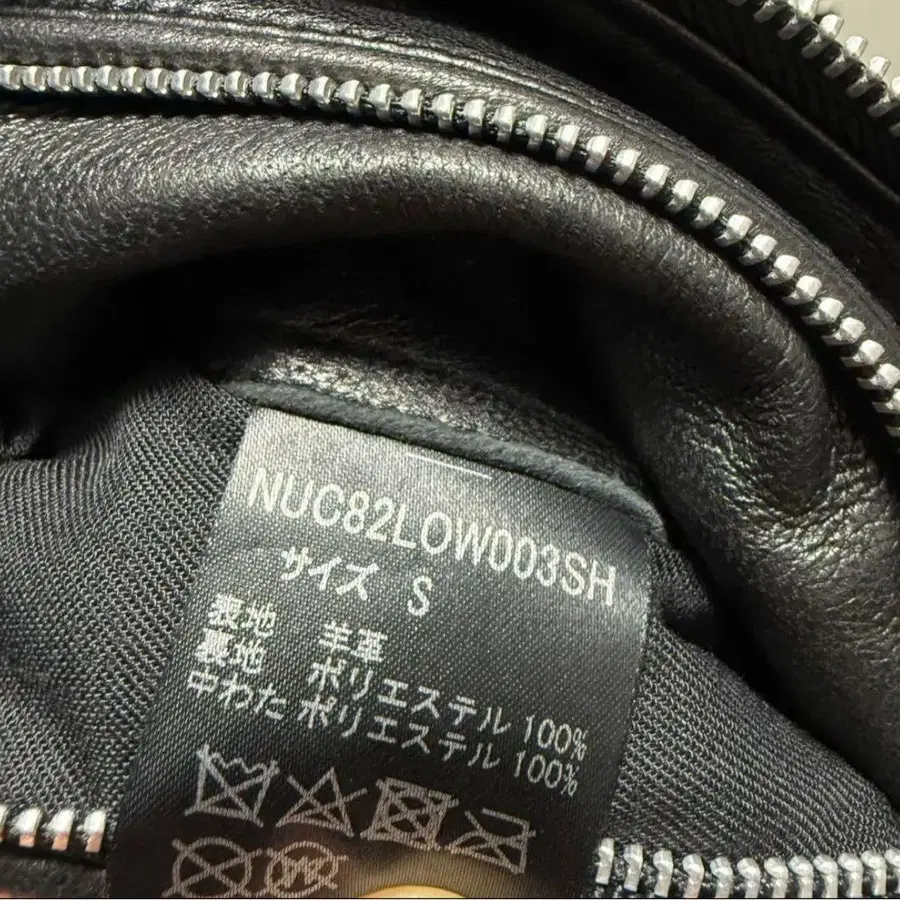 NUC82LOW003SH
サイズ S
表地 羊革
裏地 ポリエステル 100%
中わた ポリエステル 100%